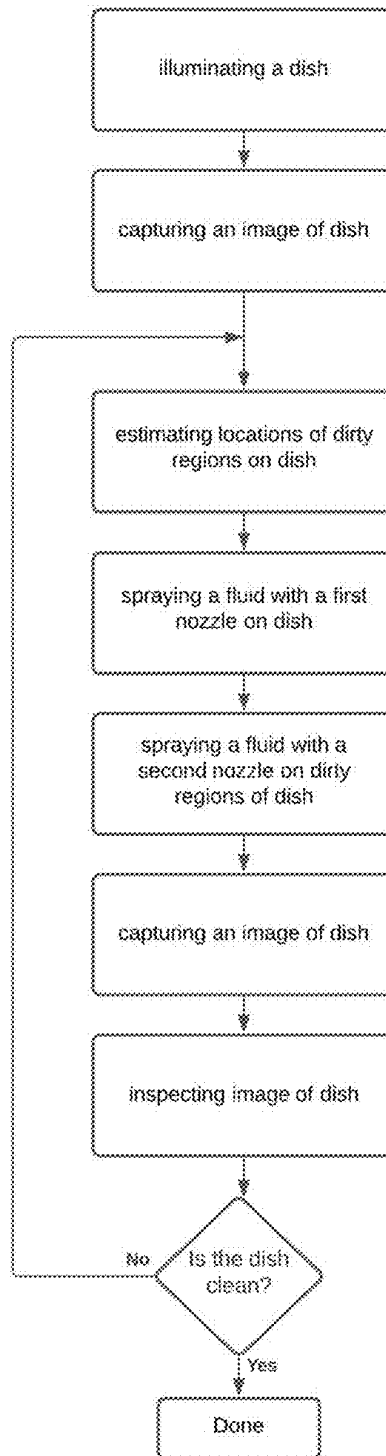 illuminating a dish
capturing an image of dish
estimating locations of dirty
regions on dish
spraying a fluid with a first
nozzle on dish
spraying a fluid with a
second nozzle on dirty
regions of dish
capturing an image of dish
inspecting image of dish
Is the dish
clean?
No
Yes
Done